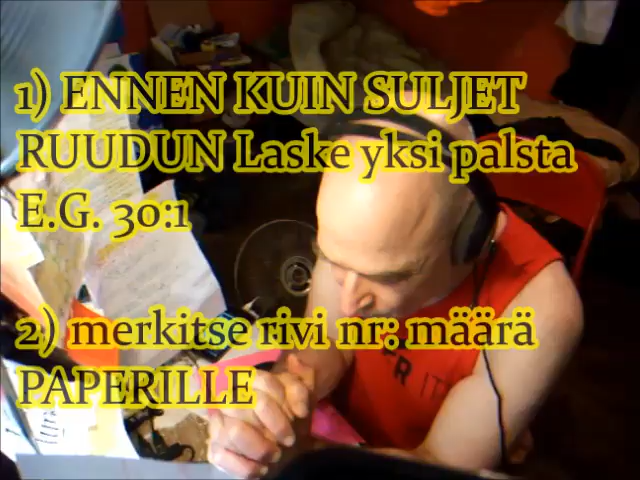 1) ENNEN KUIN SULJET
RUUDUN Laske yksi palsta
E.G. 30:1
2) merkitse rivi nr: määrä
PAPERILLE